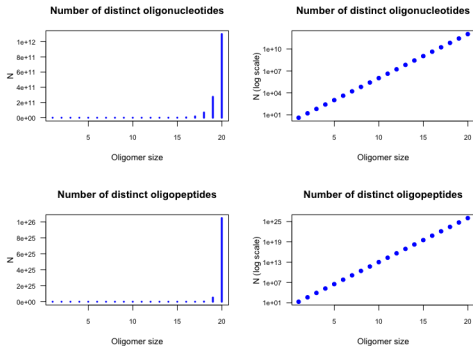 Number of distinct oligonucleotides
N
1e+12
8e+11
6e+11
4e+11
2e+11
0e+00
5 10 15 20
Oligomer size
Number of distinct oligonucleotides
N (log scale)
1e+10
1e+07
1e+04
1e+01
5 10 15 20
Oligomer size
Number of distinct oligopeptides
N
1e+26
8e+25
6e+25
4e+25
2e+25
0e+00
5 10 15 20
Oligomer size
Number of distinct oligopeptides
N (log scale)
1e+25
1e+19
1e+13
1e+07
1e+01
5 10 15 20
Oligomer size